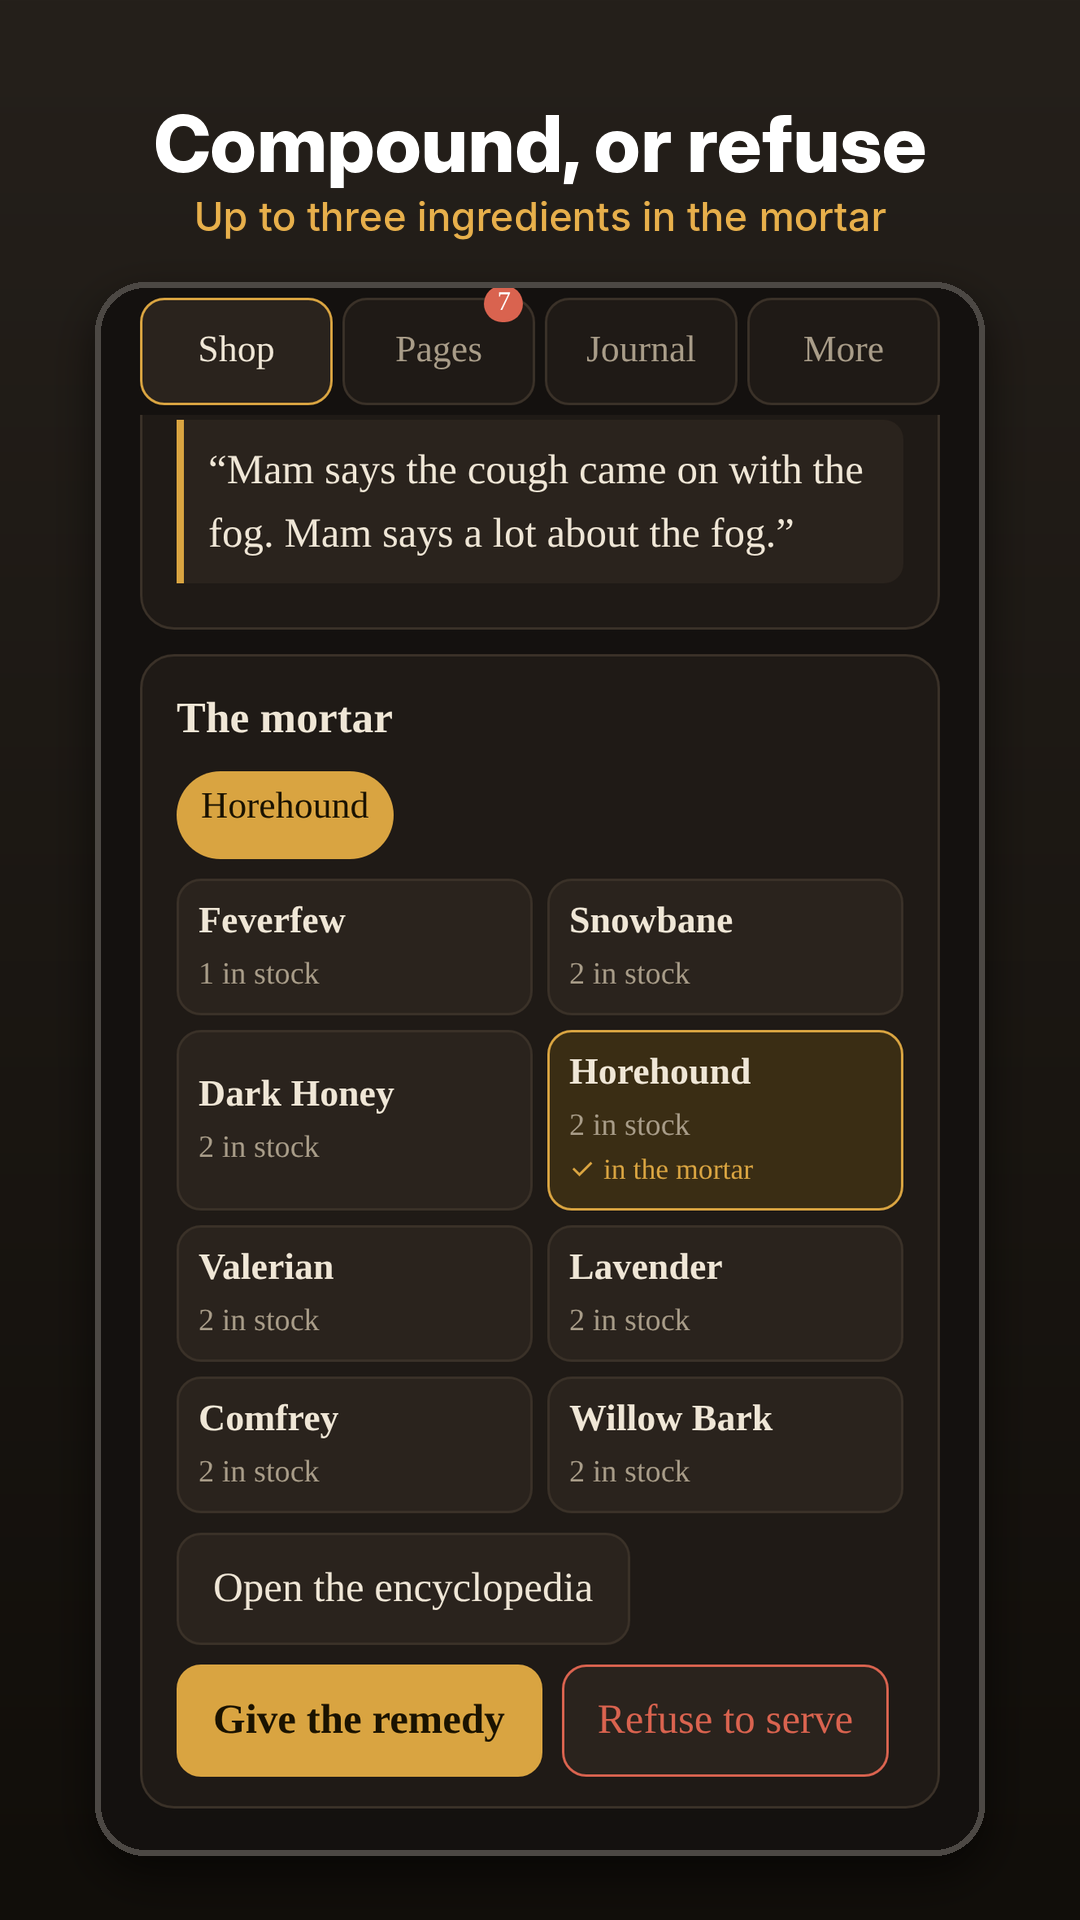 Compound, or refuse
Up to three ingredients in the mortar
7
Shop
Pages
Journal
More
“Mam says the cough came on with the
fog. Mam says a lot about the fog.”
The mortar
Horehound
Feverfew
1 in stock
Snowbane
2 in stock
Dark Honey
2 in stock
Horehound
2 in stock
✓ in the mortar
Valerian
2 in stock
Lavender
2 in stock
Comfrey
2 in stock
Willow Bark
2 in stock
Open the encyclopedia
Give the remedy
Refuse to serve